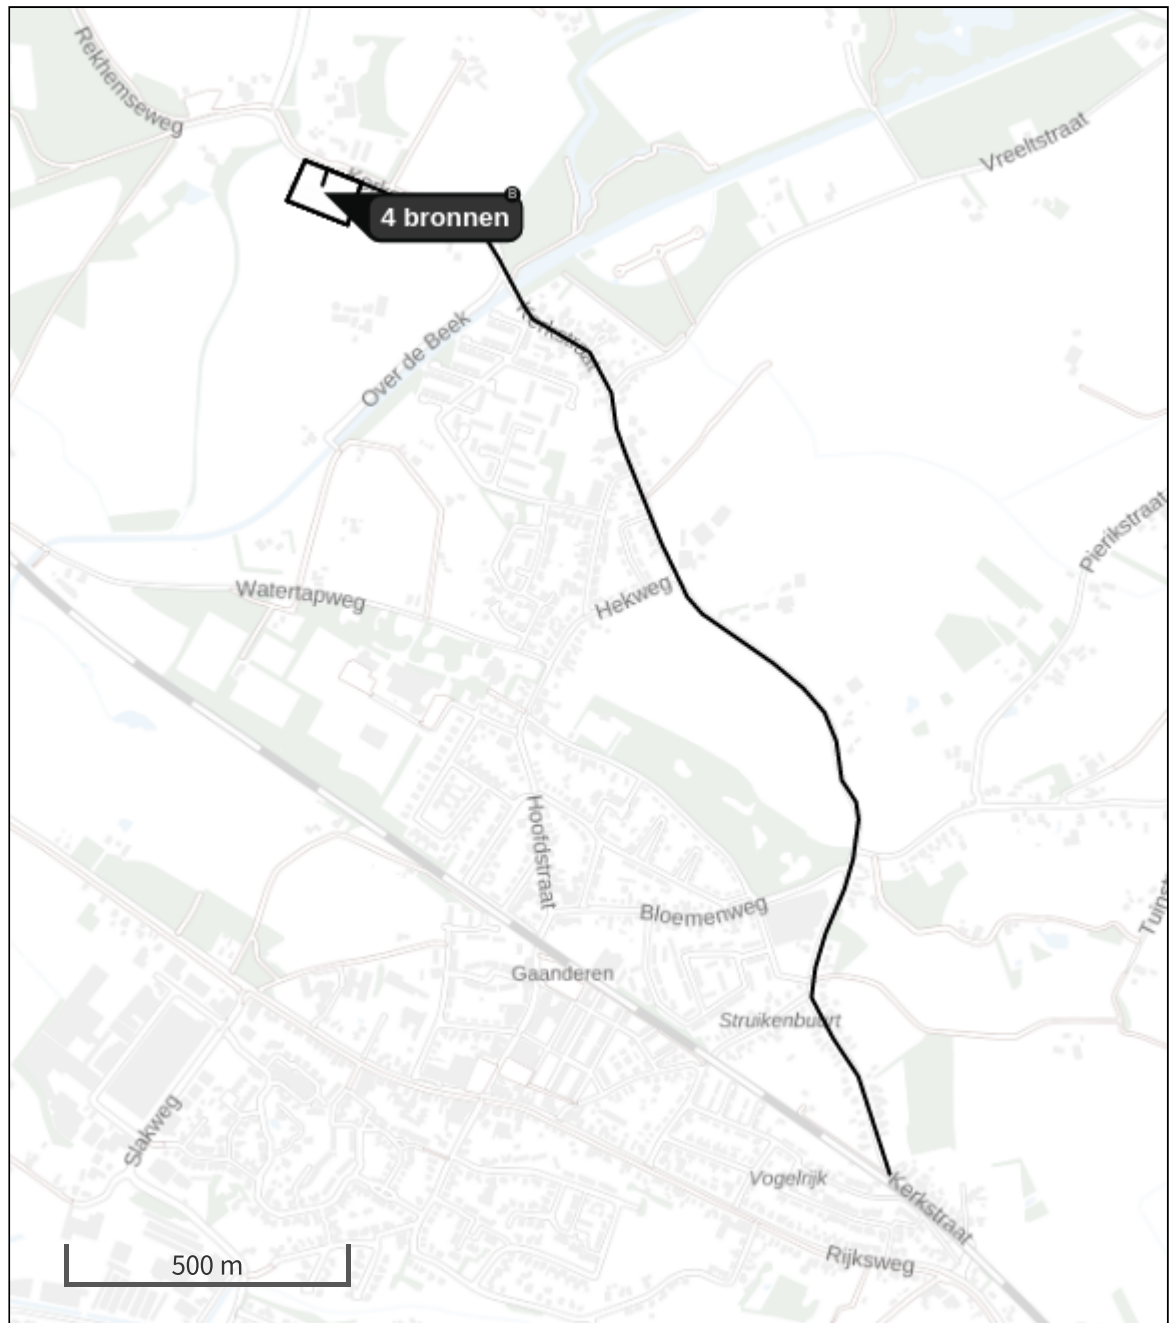 Rekhemseweg
Vreeltstraat
B
4 bronnen
Kerkstraat
Over de Beek
Pierikstraat
Watertapweg
Hekweg
Hoofdstraat
Bloemenweg
Gaanderen
Struikenbuurt
Slakweg
Vogelrijk
Kerkstraat
Rijksweg
500 m